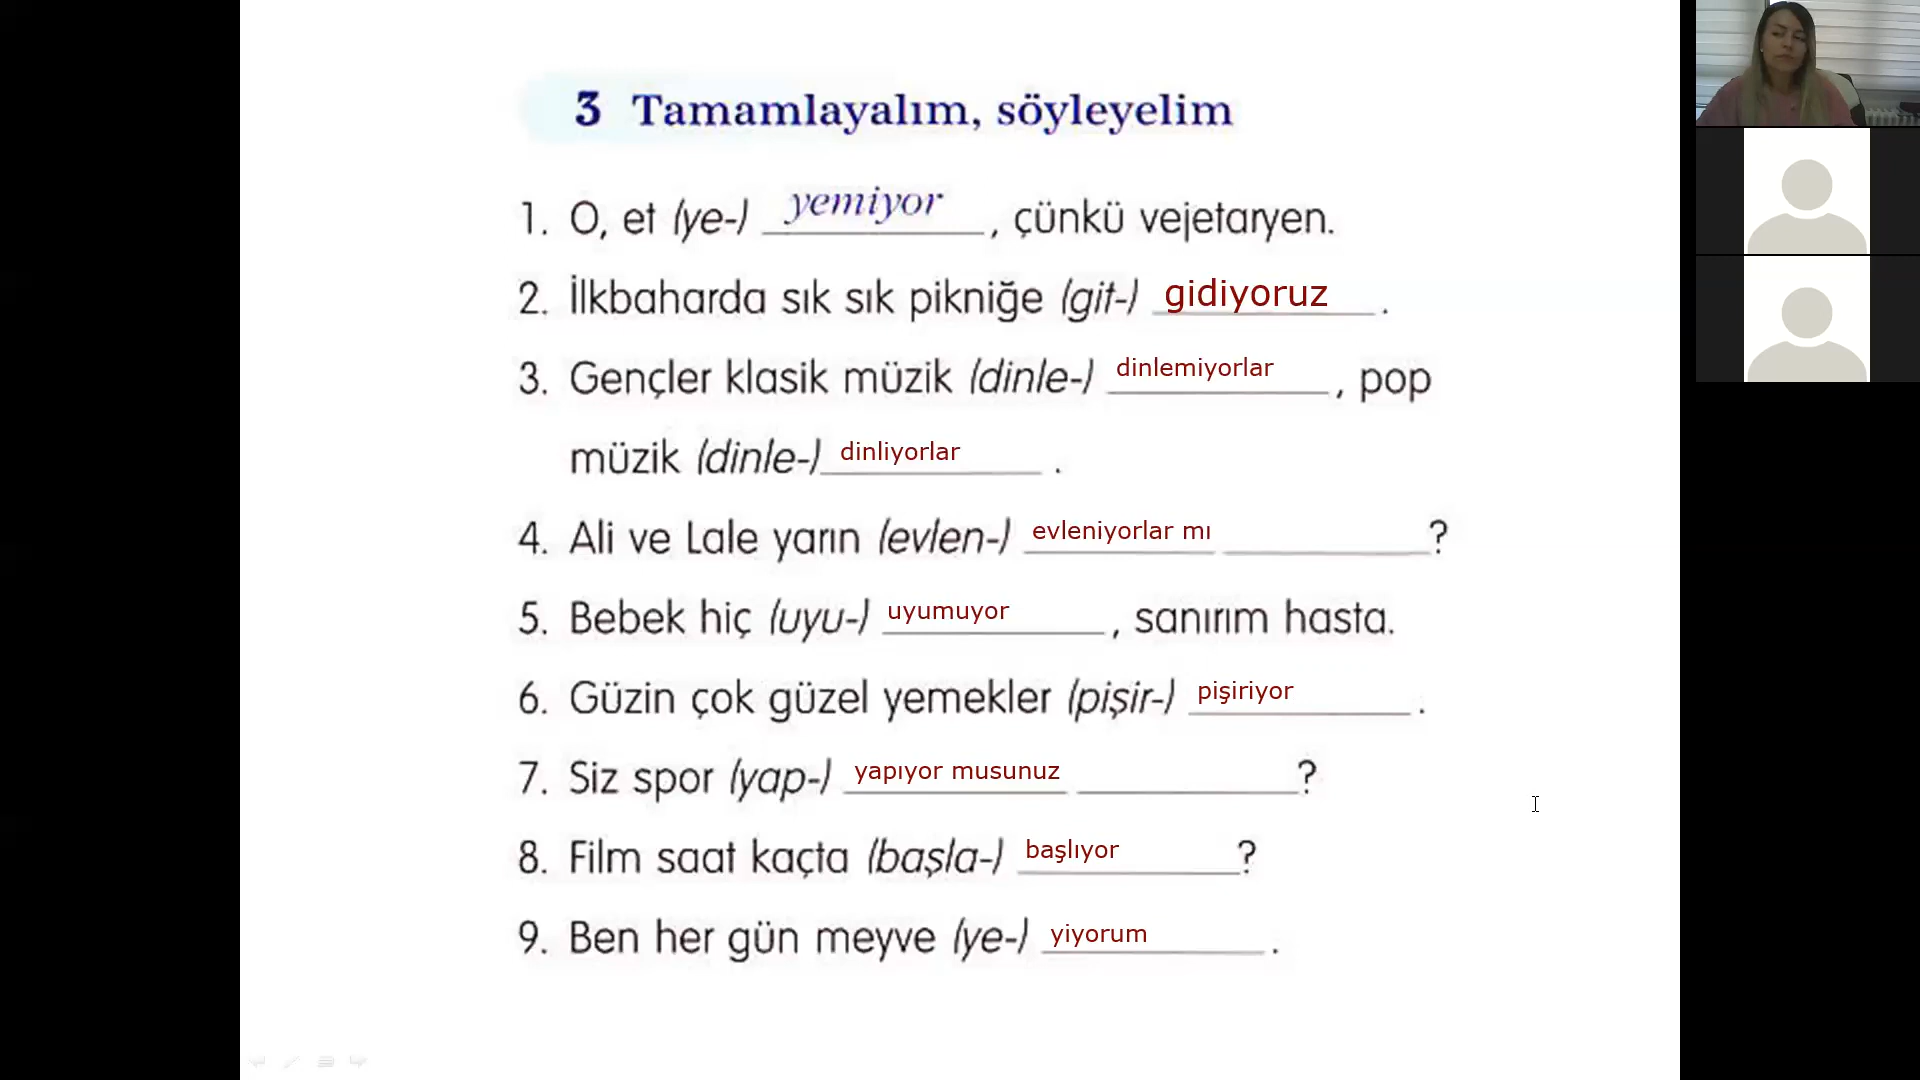 3 Tamamlayalım, söyleyelim
1. O, et (ye-) yemiyor, çünkü vejetaryen.
2. İlkbaharda sık sık pikniğe (git-) gidiyoruz.
3. Gençler klasik müzik (dinle-) dinlemiyorlar, pop
müzik (dinle-) dinliyorlar.
4. Ali ve Lale yarın (evlen-) evleniyorlar mı ?
5. Bebek hiç (uyu-) uyumuyor, sanırım hasta.
6. Güzin çok güzel yemekler (pişir-) pişiriyor.
7. Siz spor (yap-) yapıyor musunuz ?
8. Film saat kaçta (başla-) başlıyor?
9. Ben her gün meyve (ye-) yiyorum.